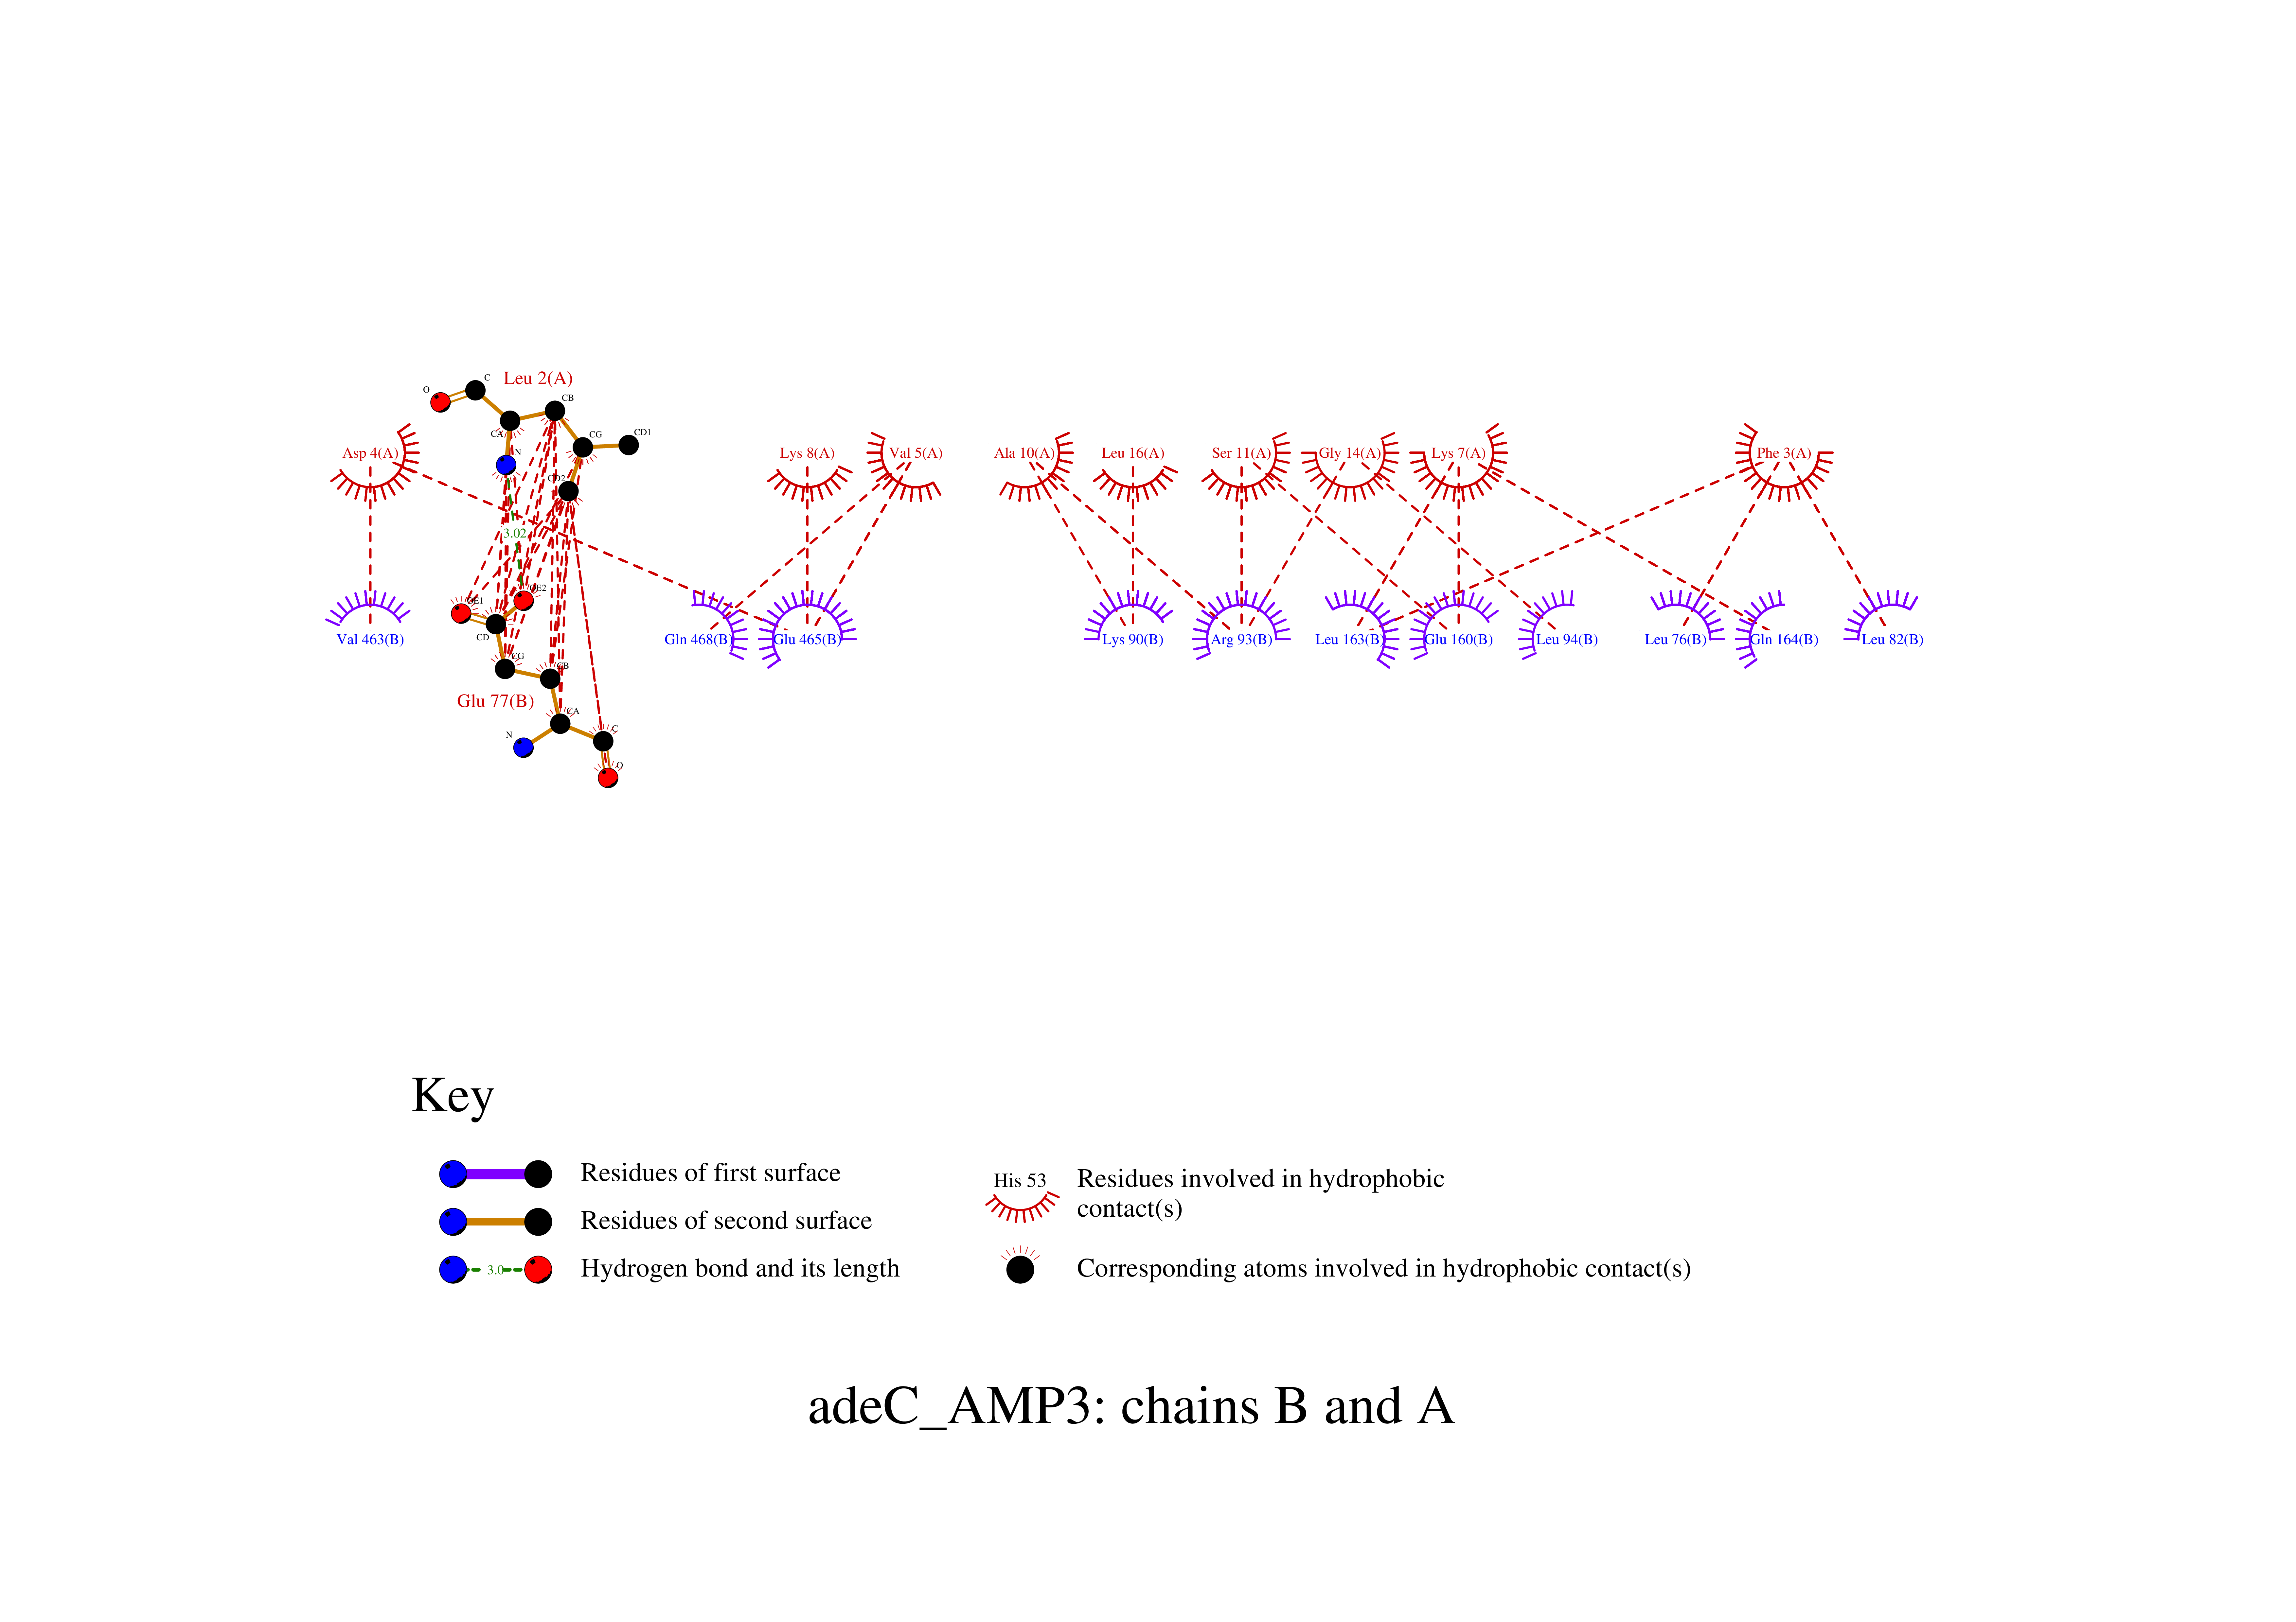 Leu 2(A)
C
O
CB
CA
CG
CD1
N
CD2
Asp 4(A)
Lys 8(A)
Val 5(A)
Ala 10(A)
Leu 16(A)
Ser 11(A)
Gly 14(A)
Lys 7(A)
Phe 3(A)
3.02
OE2
OE1
CD
CG
CB
Val 463(B)
Gln 468(B)
Glu 465(B)
Lys 90(B)
Arg 93(B)
Leu 163(B)
Glu 160(B)
Leu 94(B)
Leu 76(B)
Gln 164(B)
Leu 82(B)
Glu 77(B)
CA
N
C
O
Key
Residues of first surface
Residues of second surface
3.0
Hydrogen bond and its length
His 53
Residues involved in hydrophobic
contact(s)
Corresponding atoms involved in hydrophobic contact(s)
adeC_AMP3: chains B and A